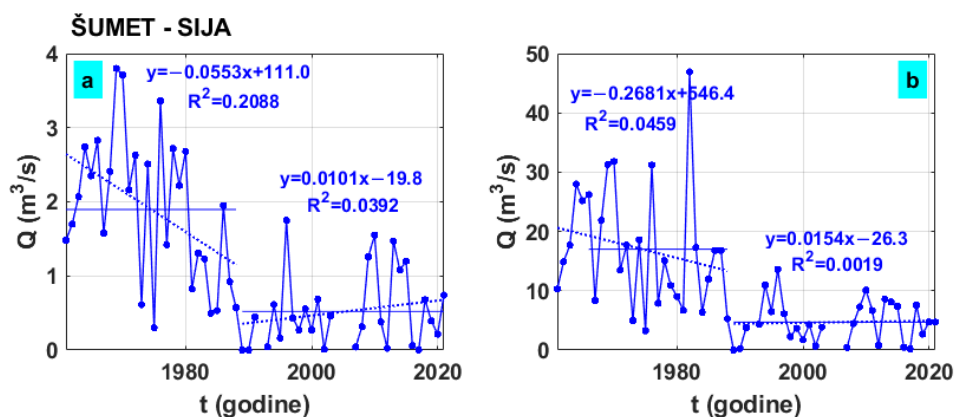 ŠUMET - SIJA
a
y=−0.0553x+111.0
R²=0.2088
y=0.0101x−19.8
R²=0.0392
4
3
2
1
0
Q (m³/s)
1980
2000
2020
t (godine)
b
y=−0.2681x+546.4
R²=0.0459
y=0.0154x−26.3
R²=0.0019
50
40
30
20
10
0
Q (m³/s)
1980
2000
2020
t (godine)